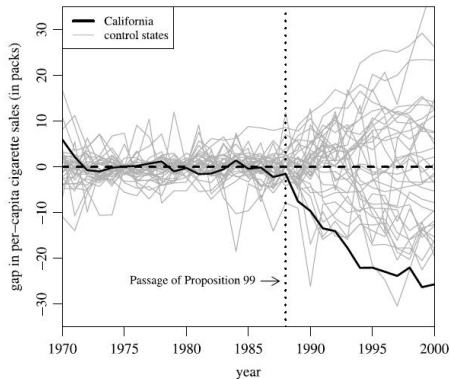 California
control states
gap in per−capita cigarette sales (in packs)
30
20
10
0
−10
−20
−30
Passage of Proposition 99
1970
1975
1980
1985
1990
1995
2000
year